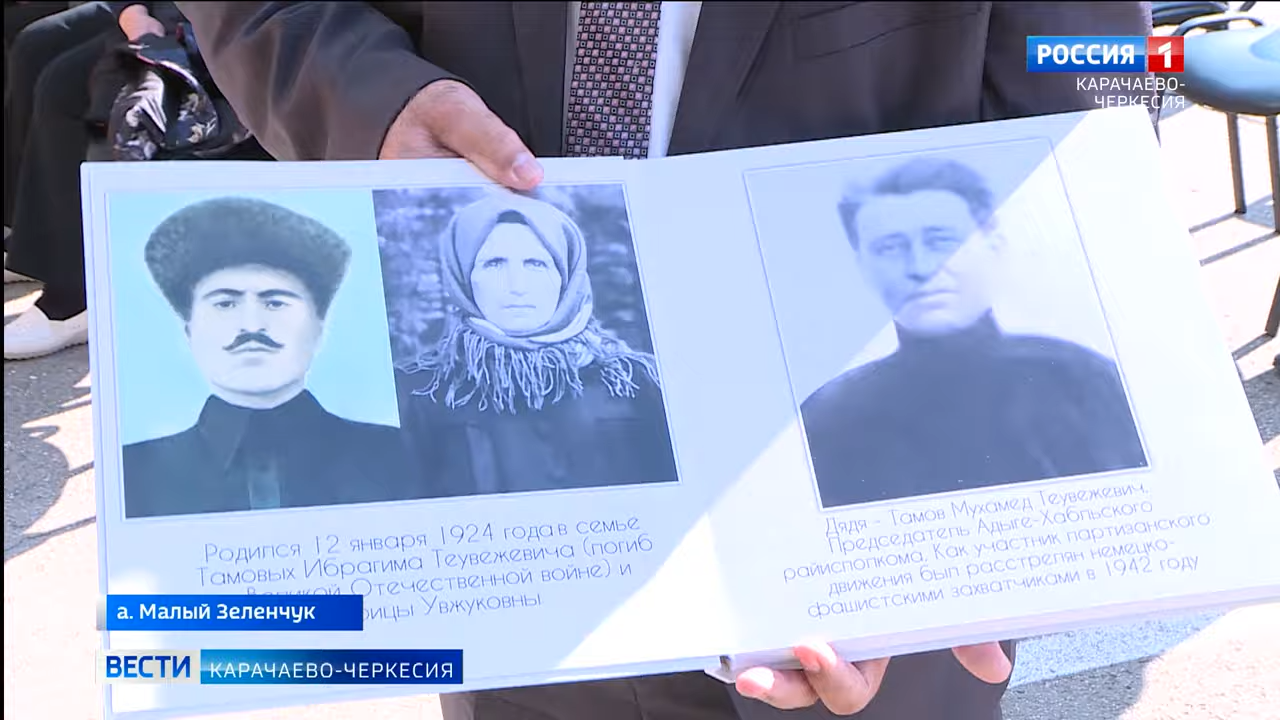 РОССИЯ 1
КАРАЧАЕВО-
ЧЕРКЕСИЯ
Родился 12 января 1924 года в семье
Тамовых Ибрагима Теувежевича (погиб
Великой Отечественной войне) и
Увжуковны
Дядя - Тамов Мухамед Теувежевич.
Председатель Адыге-Хабльского
райисполкома. Как участник партизанского
движения был расстрелян немецко-
фашистскими захватчиками в 1942 году
а. Малый Зеленчук
ВЕСТИ КАРАЧАЕВО-ЧЕРКЕСИЯ